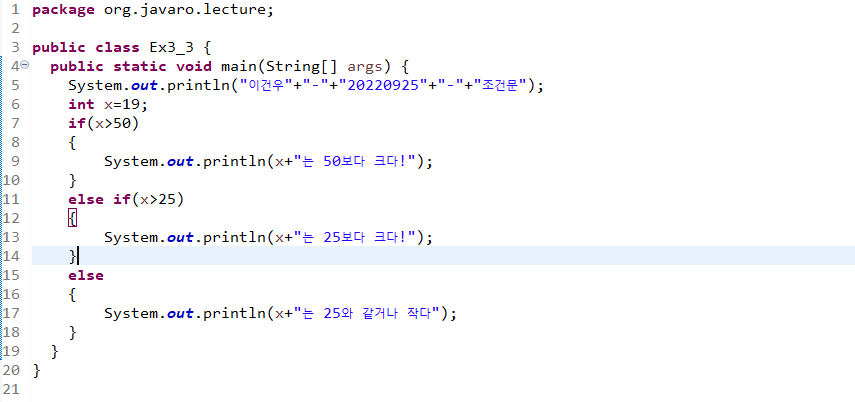 1 package org.javaro.lecture;
2
3 public class Ex3_3 {
4 public static void main(String[] args) {
5 System.out.println("이건우"+"-"+"20220925"+"-"+"조건문");
6 int x=19;
7 if(x>50)
8 {
9 System.out.println(x+"는 50보다 크다!");
10 }
11 else if(x>25)
12 {
13 System.out.println(x+"는 25보다 크다!");
14 }
15 else
16 {
17 System.out.println(x+"는 25와 같거나 작다");
18 }
19 }
20 }
21